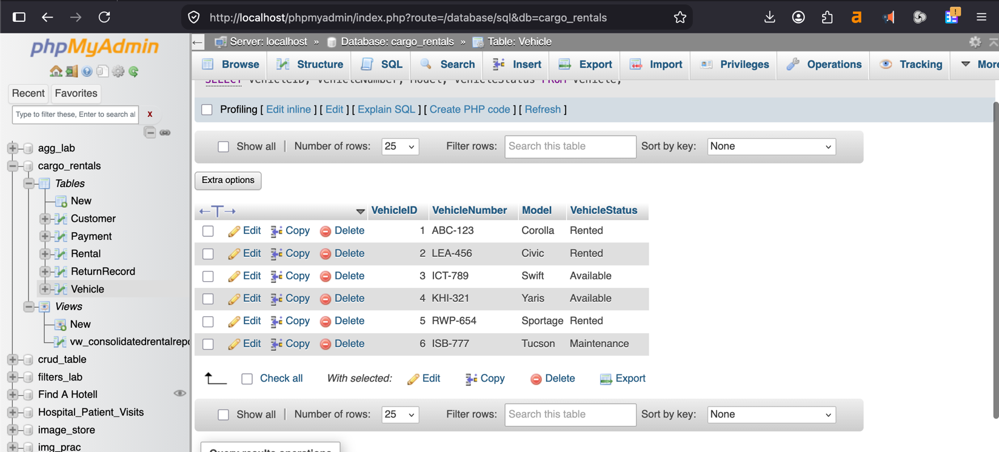 http://localhost/phpmyadmin/index.php?route=/database/sql&db=cargo_rentals
phpMyAdmin
Recent Favorites
Type to filter these, Enter to search al X
agg_lab
cargo_rentals
Tables
New
Customer
Payment
Rental
ReturnRecord
Vehicle
Views
New
vw_consolidatedrentalrepo
crud_table
filters_lab
Find A Hotell
Hospital_Patient_Visits
image_store
img_prac
Server: localhost » Database: cargo_rentals » Table: Vehicle
Browse Structure SQL Search Insert Export Import Privileges Operations Tracking More
SELECT VehicleID, VehicleNumber, Model, VehicleStatus FROM Vehicle;
Profiling [ Edit inline ] [ Edit ] [ Explain SQL ] [ Create PHP code ] [ Refresh ]
Show all | Number of rows: 25 Filter rows: Search this table Sort by key: None
Extra options
←T→ VehicleID VehicleNumber Model VehicleStatus
Edit Copy Delete 1 ABC-123 Corolla Rented
Edit Copy Delete 2 LEA-456 Civic Rented
Edit Copy Delete 3 ICT-789 Swift Available
Edit Copy Delete 4 KHI-321 Yaris Available
Edit Copy Delete 5 RWP-654 Sportage Rented
Edit Copy Delete 6 ISB-777 Tucson Maintenance
Check all With selected: Edit Copy Delete Export
Show all | Number of rows: 25 Filter rows: Search this table Sort by key: None
Query results operations